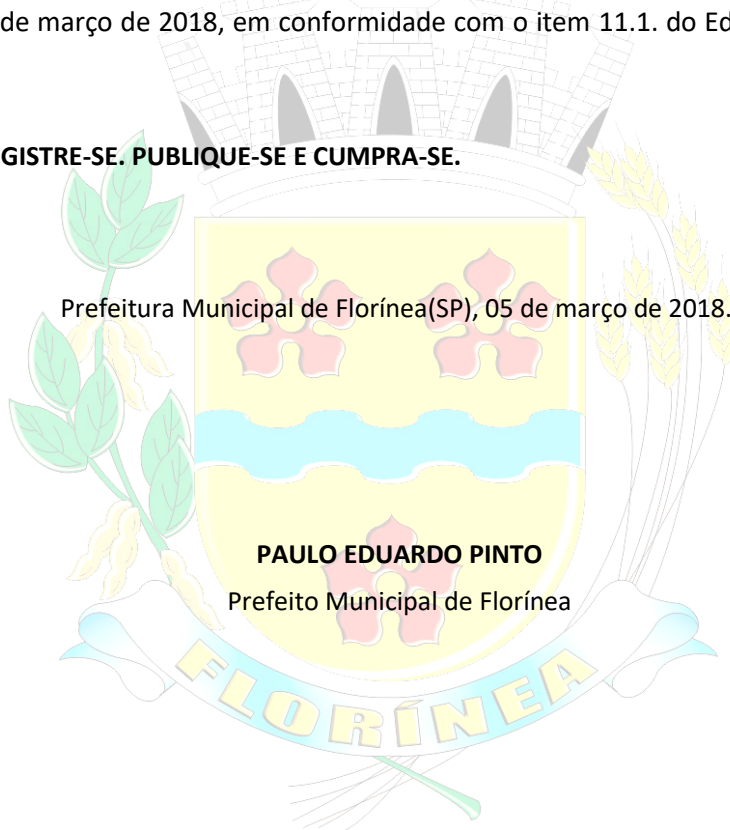 de março de 2018, em conformidade com o item 11.1. do Ed
GISTRE-SE. PUBLIQUE-SE E CUMPRA-SE.
Prefeitura Municipal de Florínea(SP), 05 de março de 2018.
PAULO EDUARDO PINTO
Prefeito Municipal de Florínea
FLORÍNEA